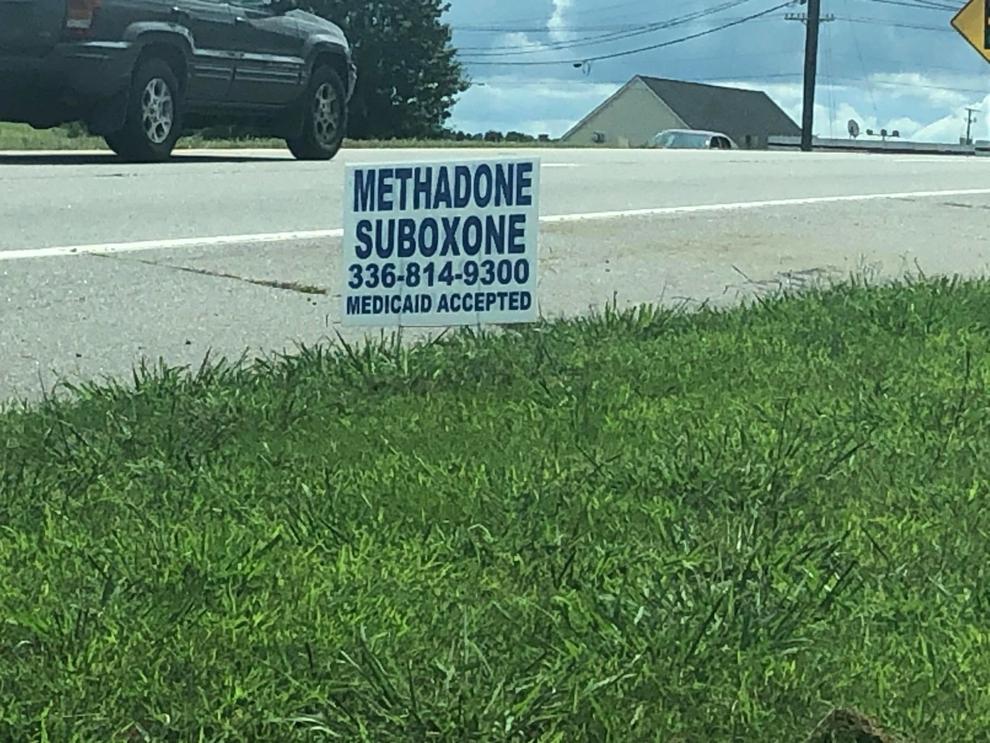 METHADONE
SUBOXONE
336-814-9300
MEDICAID ACCEPTED